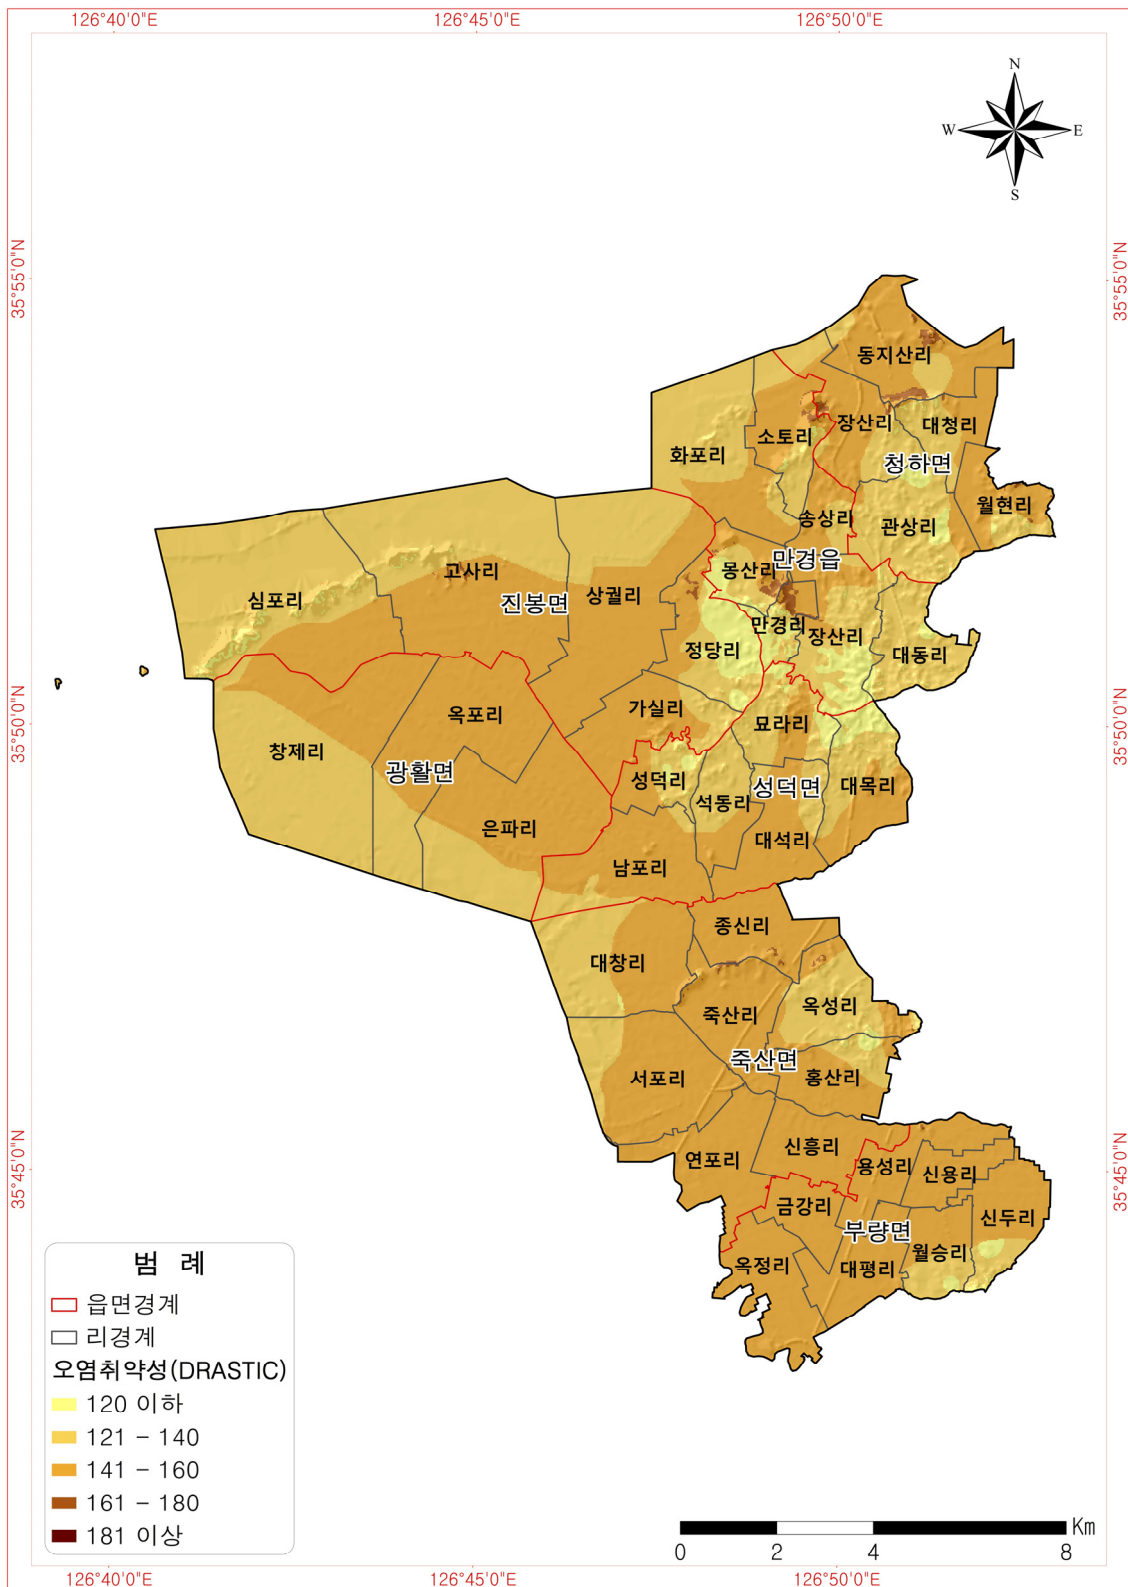 126°40'0"E
126°45'0"E
126°50'0"E
N
W
E
S
35°55'0"N
35°55'0"N
동지산리
장산리
대청리
소토리
화포리
청하면
월현리
송상리
관상리
만경읍
몽산리
고사리
상궐리
심포리
진봉면
만경리
장산리
정당리
대동리
35°50'0"N
35°50'0"N
가실리
옥포리
묘라리
창제리
광활면
성덕리
성덕면
대목리
석동리
은파리
대석리
남포리
종신리
대창리
옥성리
죽산리
죽산면
서포리
홍산리
신흥리
35°45'0"N
35°45'0"N
연포리
용성리
신용리
금강리
신두리
부량면
월승리
옥정리
대평리
범 례
읍면경계
리경계
오염취약성(DRASTIC)
120 이하
121 - 140
141 - 160
161 - 180
181 이상
Km
0 2 4 8
126°40'0"E
126°45'0"E
126°50'0"E